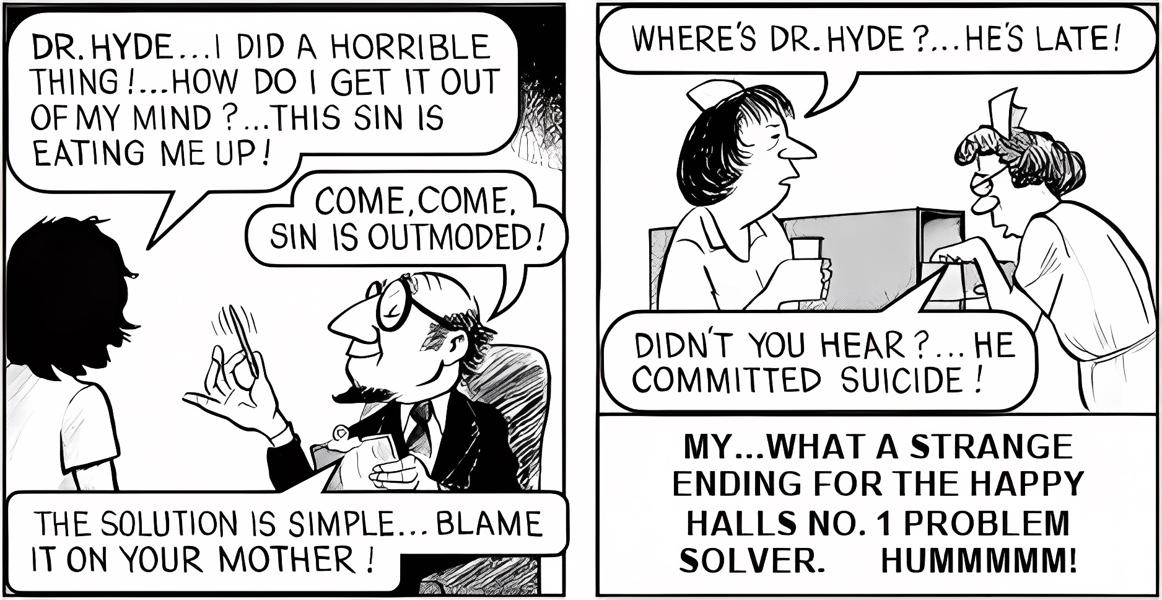 DR. HYDE...I DID A HORRIBLE
THING!...HOW DO I GET IT OUT
OF MY MIND?...THIS SIN IS
EATING ME UP!
COME, COME,
SIN IS OUTMODED!
THE SOLUTION IS SIMPLE...BLAME
IT ON YOUR MOTHER!
WHERE'S DR. HYDE?...HE'S LATE!
DIDN'T YOU HEAR?...HE
COMMITTED SUICIDE!
MY...WHAT A STRANGE
ENDING FOR THE HAPPY
HALLS NO. 1 PROBLEM
SOLVER. HUMMMMM!